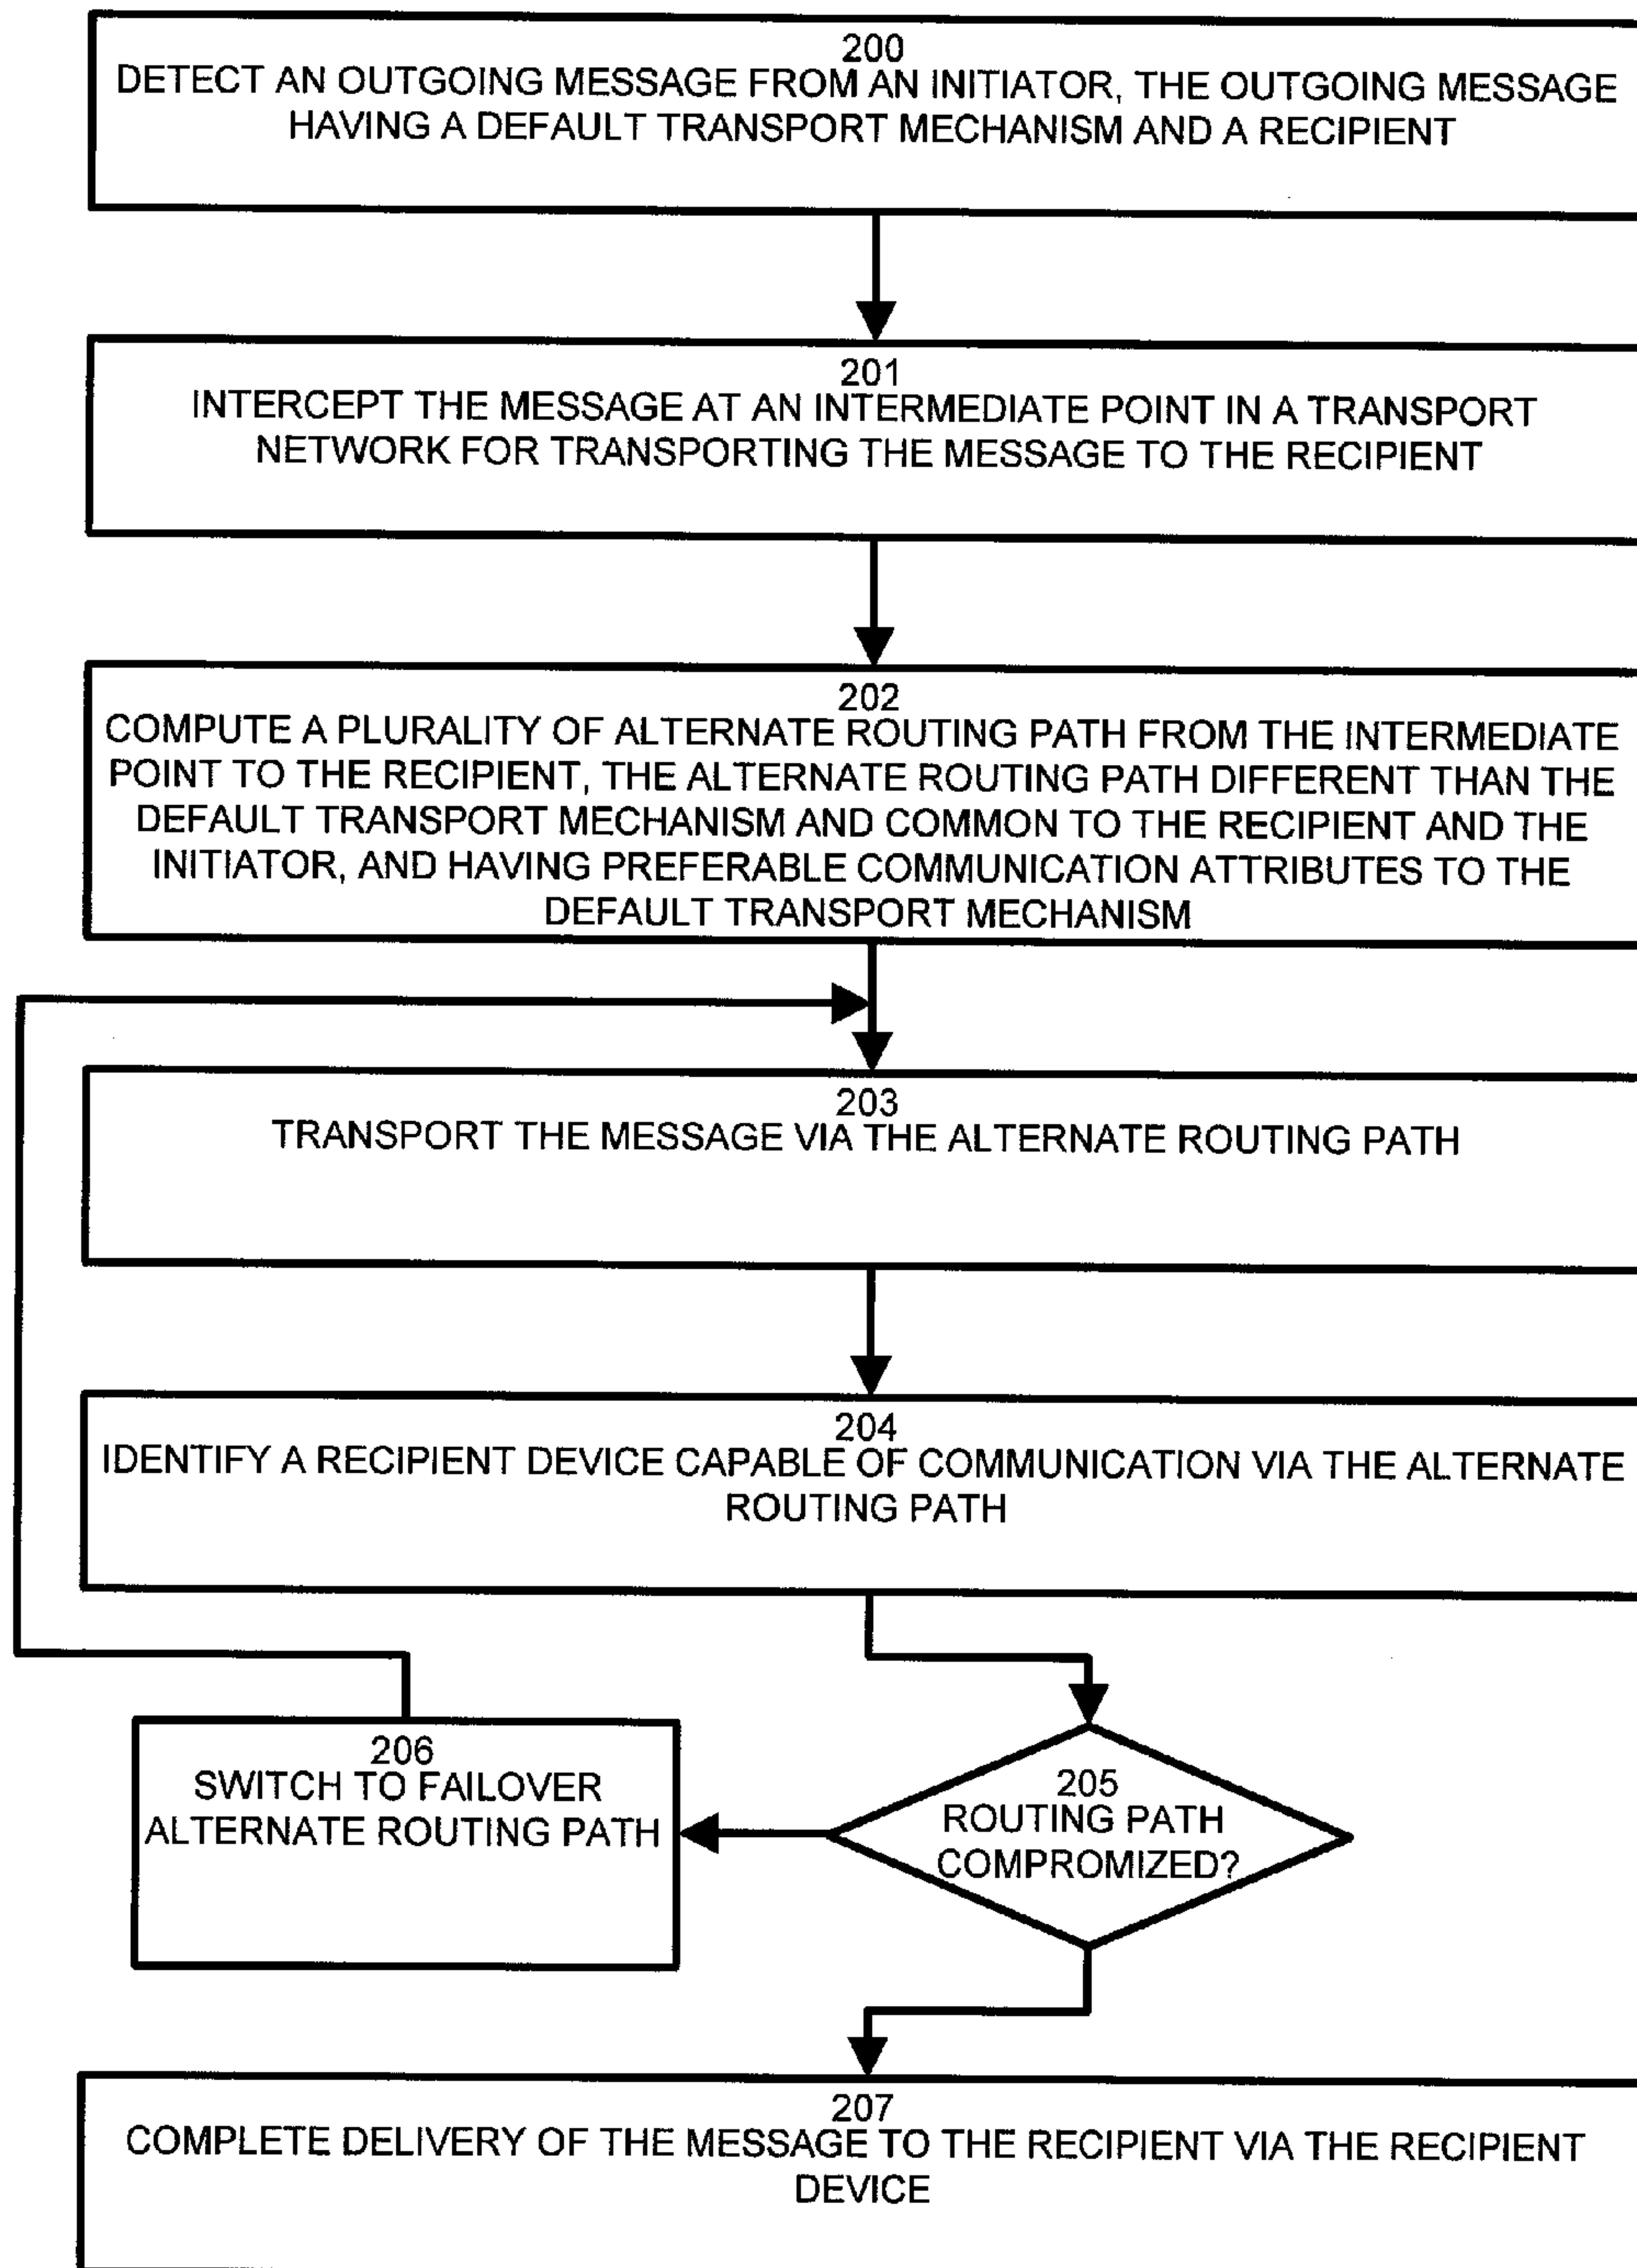 200
DETECT AN OUTGOING MESSAGE FROM AN INITIATOR, THE OUTGOING MESSAGE
HAVING A DEFAULT TRANSPORT MECHANISM AND A RECIPIENT
201
INTERCEPT THE MESSAGE AT AN INTERMEDIATE POINT IN A TRANSPORT
NETWORK FOR TRANSPORTING THE MESSAGE TO THE RECIPIENT
202
COMPUTE A PLURALITY OF ALTERNATE ROUTING PATH FROM THE INTERMEDIATE
POINT TO THE RECIPIENT, THE ALTERNATE ROUTING PATH DIFFERENT THAN THE
DEFAULT TRANSPORT MECHANISM AND COMMON TO THE RECIPIENT AND THE
INITIATOR, AND HAVING PREFERABLE COMMUNICATION ATTRIBUTES TO THE
DEFAULT TRANSPORT MECHANISM
203
TRANSPORT THE MESSAGE VIA THE ALTERNATE ROUTING PATH
204
IDENTIFY A RECIPIENT DEVICE CAPABLE OF COMMUNICATION VIA THE ALTERNATE
ROUTING PATH
206
SWITCH TO FAILOVER
ALTERNATE ROUTING PATH
205
ROUTING PATH
COMPROMIZED?
207
COMPLETE DELIVERY OF THE MESSAGE TO THE RECIPIENT VIA THE RECIPIENT
DEVICE